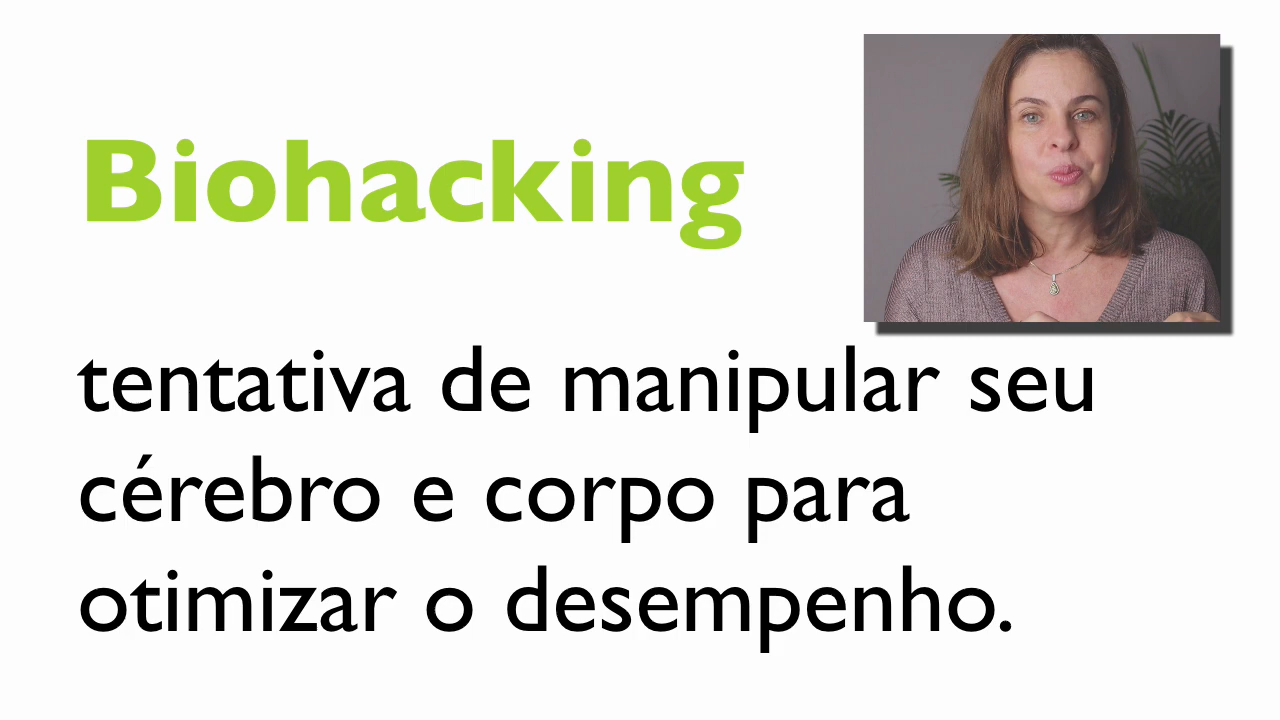 Biohacking
tentativa de manipular seu
cérebro e corpo para
otimizar o desempenho.